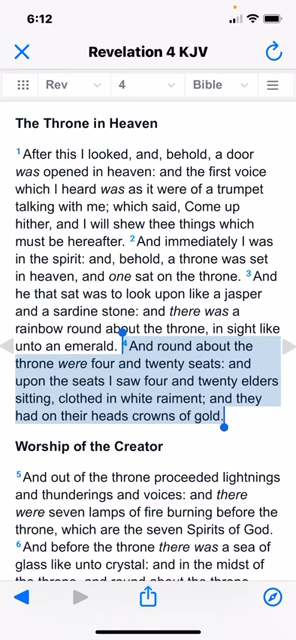 6:12
Revelation 4 KJV
Rev 4 Bible
The Throne in Heaven
1 After this I looked, and, behold, a door
was opened in heaven: and the first voice
which I heard was as it were of a trumpet
talking with me; which said, Come up
hither, and I will shew thee things which
must be hereafter. 2 And immediately I was
in the spirit: and, behold, a throne was set
in heaven, and one sat on the throne. 3 And
he that sat was to look upon like a jasper
and a sardine stone: and there was a
rainbow round about the throne, in sight like
unto an emerald. 4 And round about the
throne were four and twenty seats: and
upon the seats I saw four and twenty elders
sitting, clothed in white raiment; and they
had on their heads crowns of gold.
Worship of the Creator
5 And out of the throne proceeded lightnings
and thunderings and voices: and there
were seven lamps of fire burning before the
throne, which are the seven Spirits of God.
6 And before the throne there was a sea of
glass like unto crystal: and in the midst of
the throne, and round about the throne,